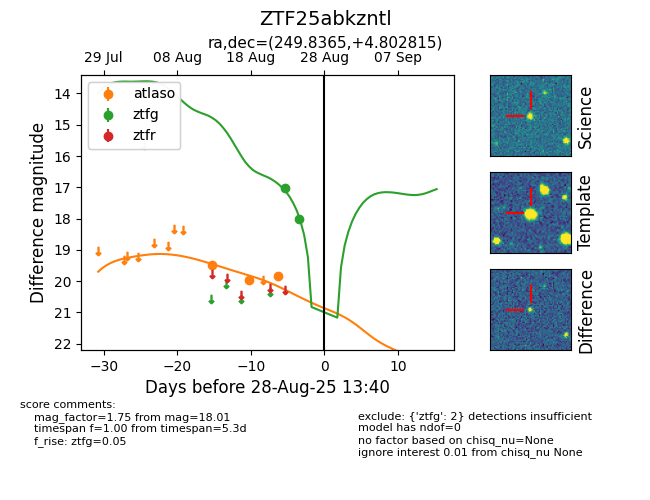 ZTF25abkzntl
ra,dec=(249.8365,+4.802815)
29 Jul 08 Aug 18 Aug 28 Aug 07 Sep
atlaso
ztfg
ztfr
14
15
16
17
18
19
20
21
22
Difference magnitude
−30 −20 −10 0 10
Days before 28-Aug-25 13:40
Science
Template
Difference
score comments:
mag_factor=1.75 from mag=18.01
timespan f=1.00 from timespan=5.3d
f_rise: ztfg=0.05
exclude: {'ztfg': 2} detections insufficient
model has ndof=0
no factor based on chisq_nu=None
ignore interest 0.01 from chisq_nu None